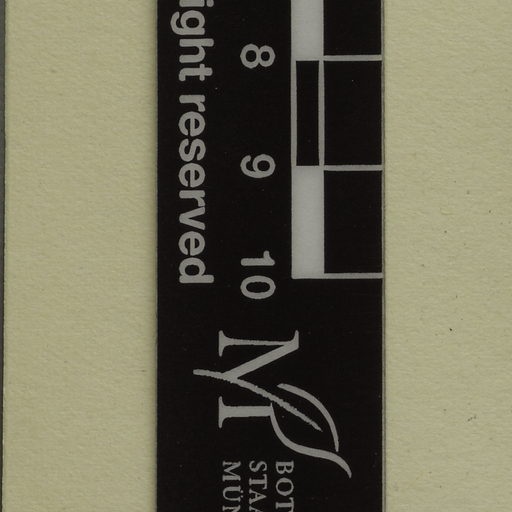 ight reserved
8 9 10
M
BOT
STAA
MÜN